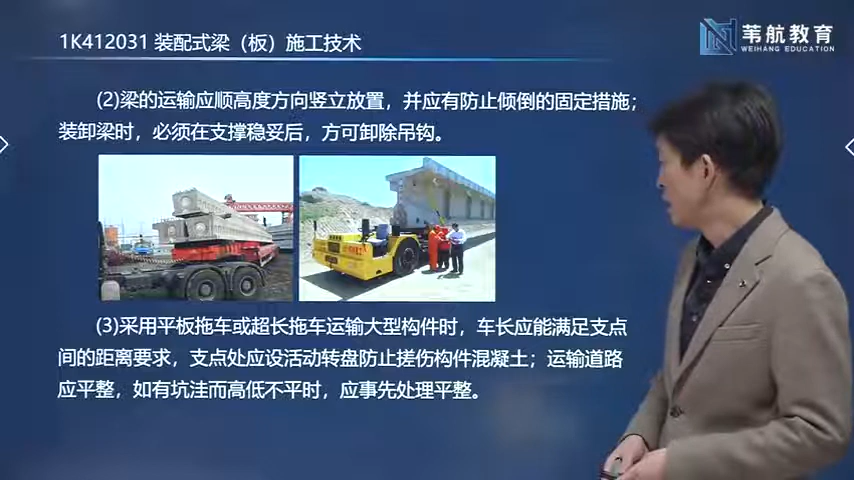 1K412031 装配式梁（板）施工技术
苇航教育
WEIHANG EDUCATION
(2)梁的运输应顺高度方向竖立放置，并应有防止倾倒的固定措施；
装卸梁时，必须在支撑稳妥后，方可卸除吊钩。
(3)采用平板拖车或超长拖车运输大型构件时，车长应能满足支点
间的距离要求，支点处应设活动转盘防止搓伤构件混凝土；运输道路
应平整，如有坑洼而高低不平时，应事先处理平整。